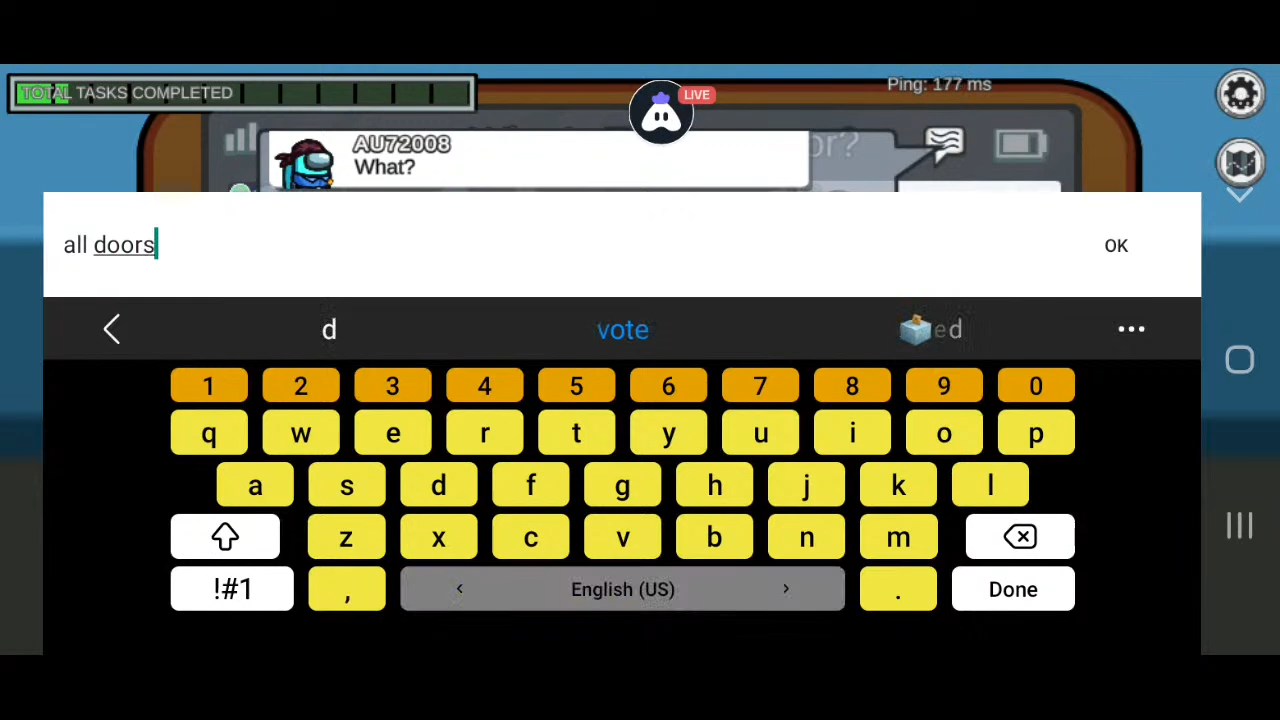 TOTAL TASKS COMPLETED
LIVE
Ping: 177 ms
AU72008
What?
or?
all doors
OK
d
vote
ed
1 2 3 4 5 6 7 8 9 0
q w e r t y u i o p
a s d f g h j k l
z x c v b n m
!#1 , < English (US) > . Done